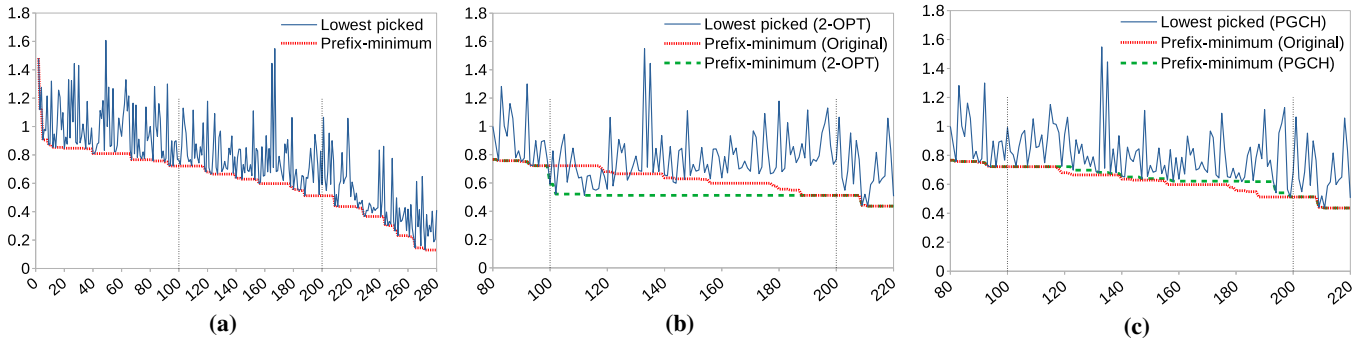 1.8
1.6
1.4
1.2
1
0.8
0.6
0.4
0.2
0
0 20 40 60 80 100 120 140 160 180 200 220 240 260 280
Lowest picked
Prefix-minimum
(a)
1.8
1.6
1.4
1.2
1
0.8
0.6
0.4
0.2
0
80 100 120 140 160 180 200 220
Lowest picked (2-OPT)
Prefix-minimum (Original)
Prefix-minimum (2-OPT)
(b)
1.8
1.6
1.4
1.2
1
0.8
0.6
0.4
0.2
0
80 100 120 140 160 180 200 220
Lowest picked (PGCH)
Prefix-minimum (Original)
Prefix-minimum (PGCH)
(c)